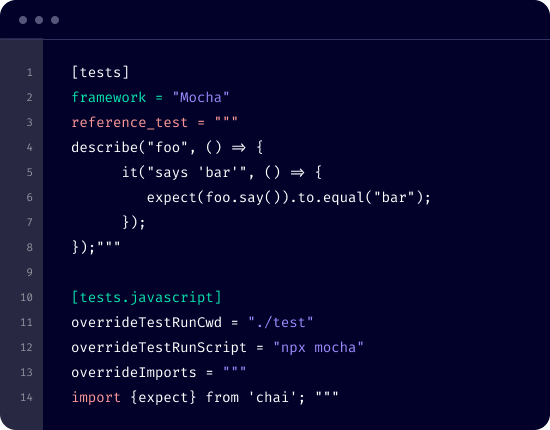 1 [tests]
2 framework = "Mocha"
3 reference_test = """
4 describe("foo", () => {
5 it("says 'bar'", () => {
6 expect(foo.say()).to.equal("bar");
7 });
8 });"""
9
10 [tests.javascript]
11 overrideTestRunCwd = "./test"
12 overrideTestRunScript = "npx mocha"
13 overrideImports = """
14 import {expect} from 'chai'; """